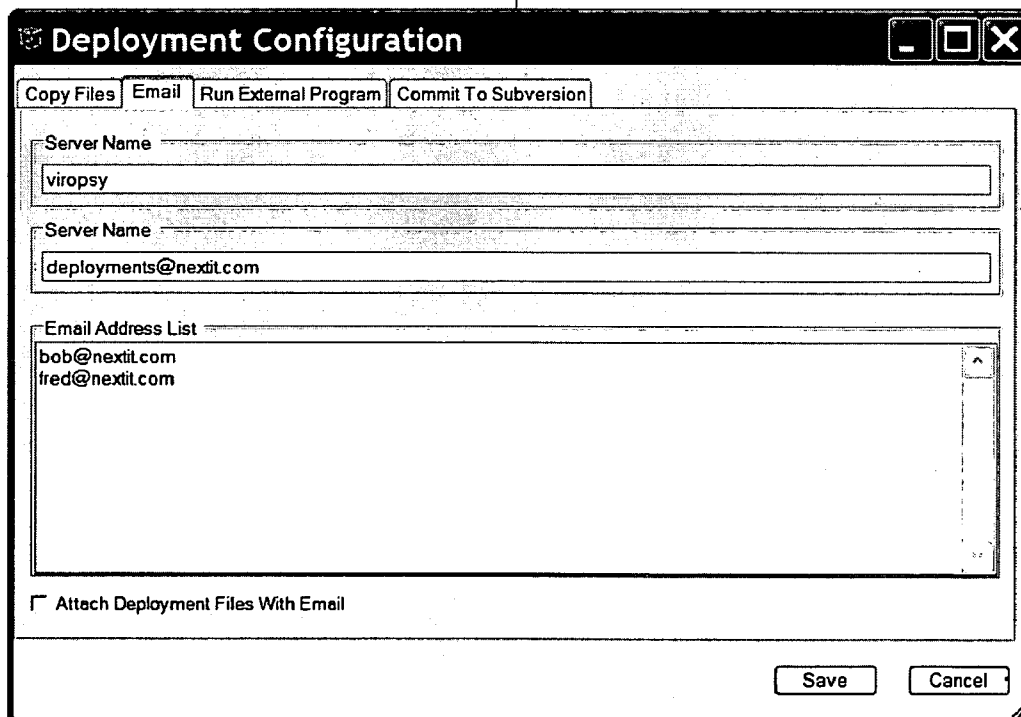 Deployment Configuration
Copy Files Email Run External Program Commit To Subversion
Server Name
viropsy
Server Name
deployments@nextit.com
Email Address List
bob@nextit.com
fred@nextit.com
Attach Deployment Files With Email
Save Cancel